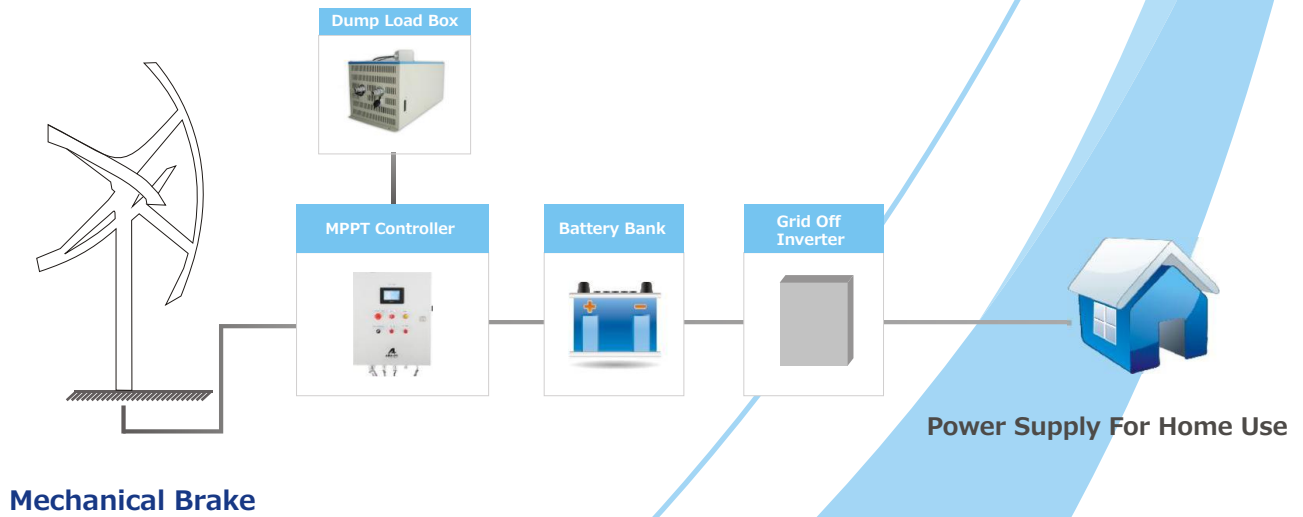 Dump Load Box
MPPT Controller
Battery Bank
Grid Off
Inverter
Power Supply For Home Use
Mechanical Brake